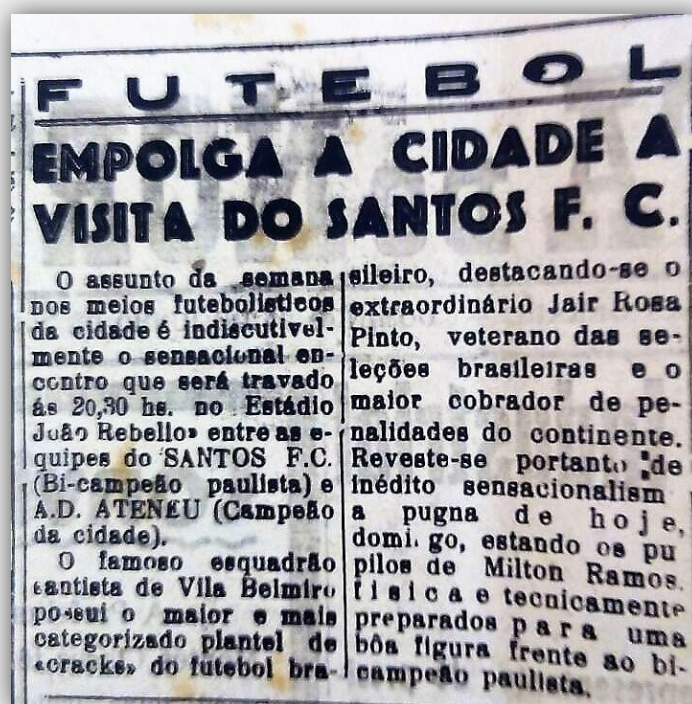 FUTEBOL
EMPOLGA A CIDADE A
VISITA DO SANTOS F. C.
O assunto da semana
nos meios futebolisticos
da cidade é indiscutivel-
mente o sensacional en-
contro que será travado
ás 20,30 hs. no Estádio
João Rebello» entre as e-
quipes do SANTOS F.C.
(Bi-campeão paulista) e
A.D. ATENEU (Campeão
da cidade).
O famoso esquadrão
santista de Vila Belmiro
possui o maior e mais
categorizado plantel de
«cracks» do futebol bra-
sileiro, destacando-se o
extraordinário Jair Rosa
Pinto, veterano das se-
leções brasileiras e o
maior cobrador de pe-
nalidades do continente.
Reveste-se portanto de
inédito sensacionalism
a pugna de hoje,
domi. go, estando os pu
pilos de Milton Ramos.
fisica e tecnicamente
preparados para uma
bôa figura frente ao bi-
campeão paulista.